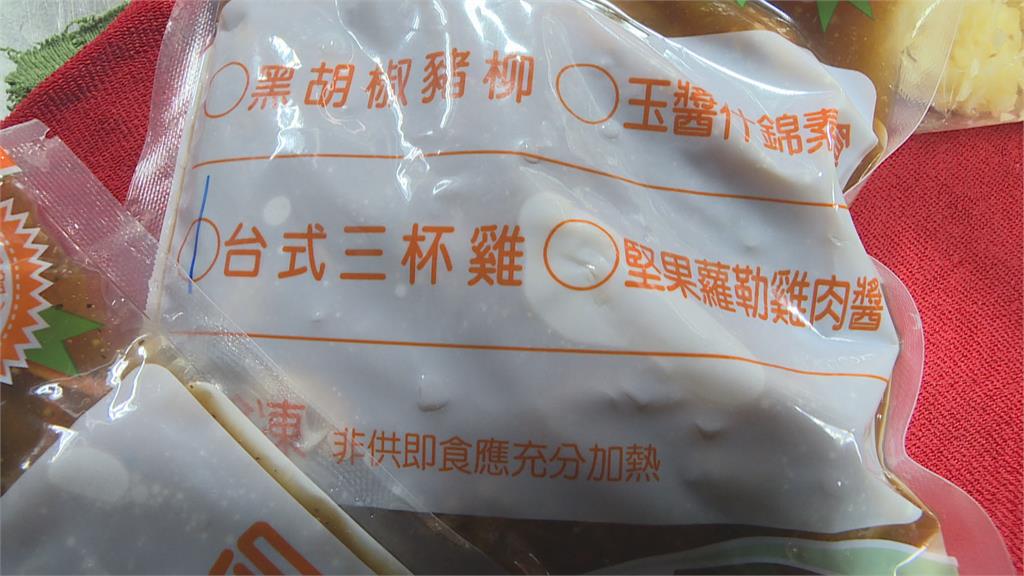 黑胡椒豬柳 玉醬什錦素
台式三杯雞 堅果蘿勒雞肉醬
凍 非供即食應充分加熱